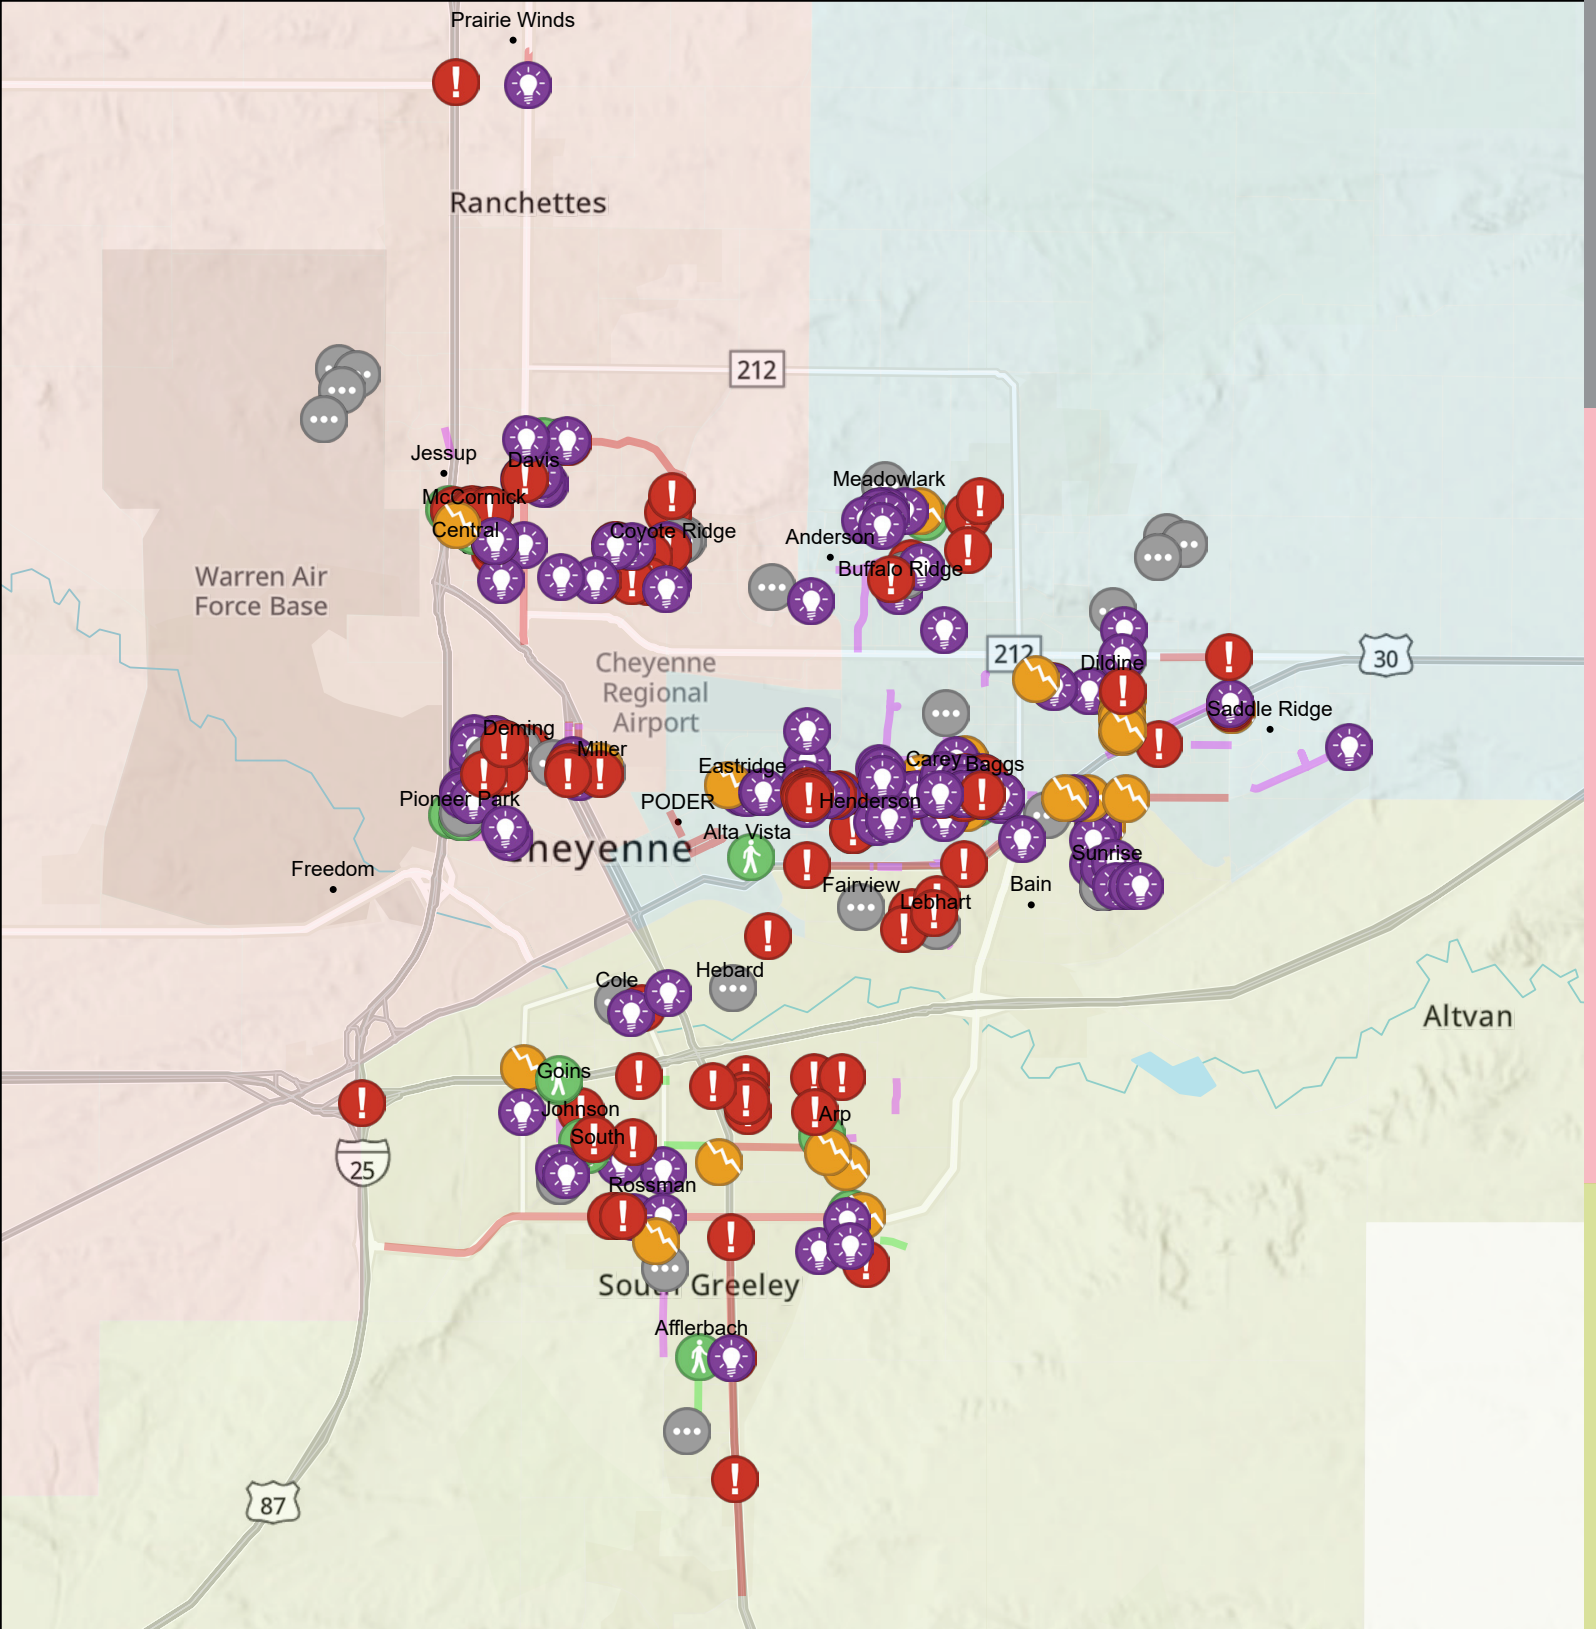 Prairie Winds
Ranchettes
212
Jessup
Davis
McCormick
Central
Coyote Ridge
Meadowlark
Anderson
Buffalo Ridge
Warren Air
Force Base
Cheyenne
Regional
Airport
212
30
Dildine
Saddle Ridge
Deming
Miller
Pioneer Park
Eastridge
Carey
Baggs
PODER
Henderson
Alta Vista
Cheyenne
Freedom
Sunrise
Fairview
Bain
Lebhart
Cole
Hebard
Altvan
Goins
Johnson
Arp
South
25
Rossman
South Greeley
Afflerbach
87